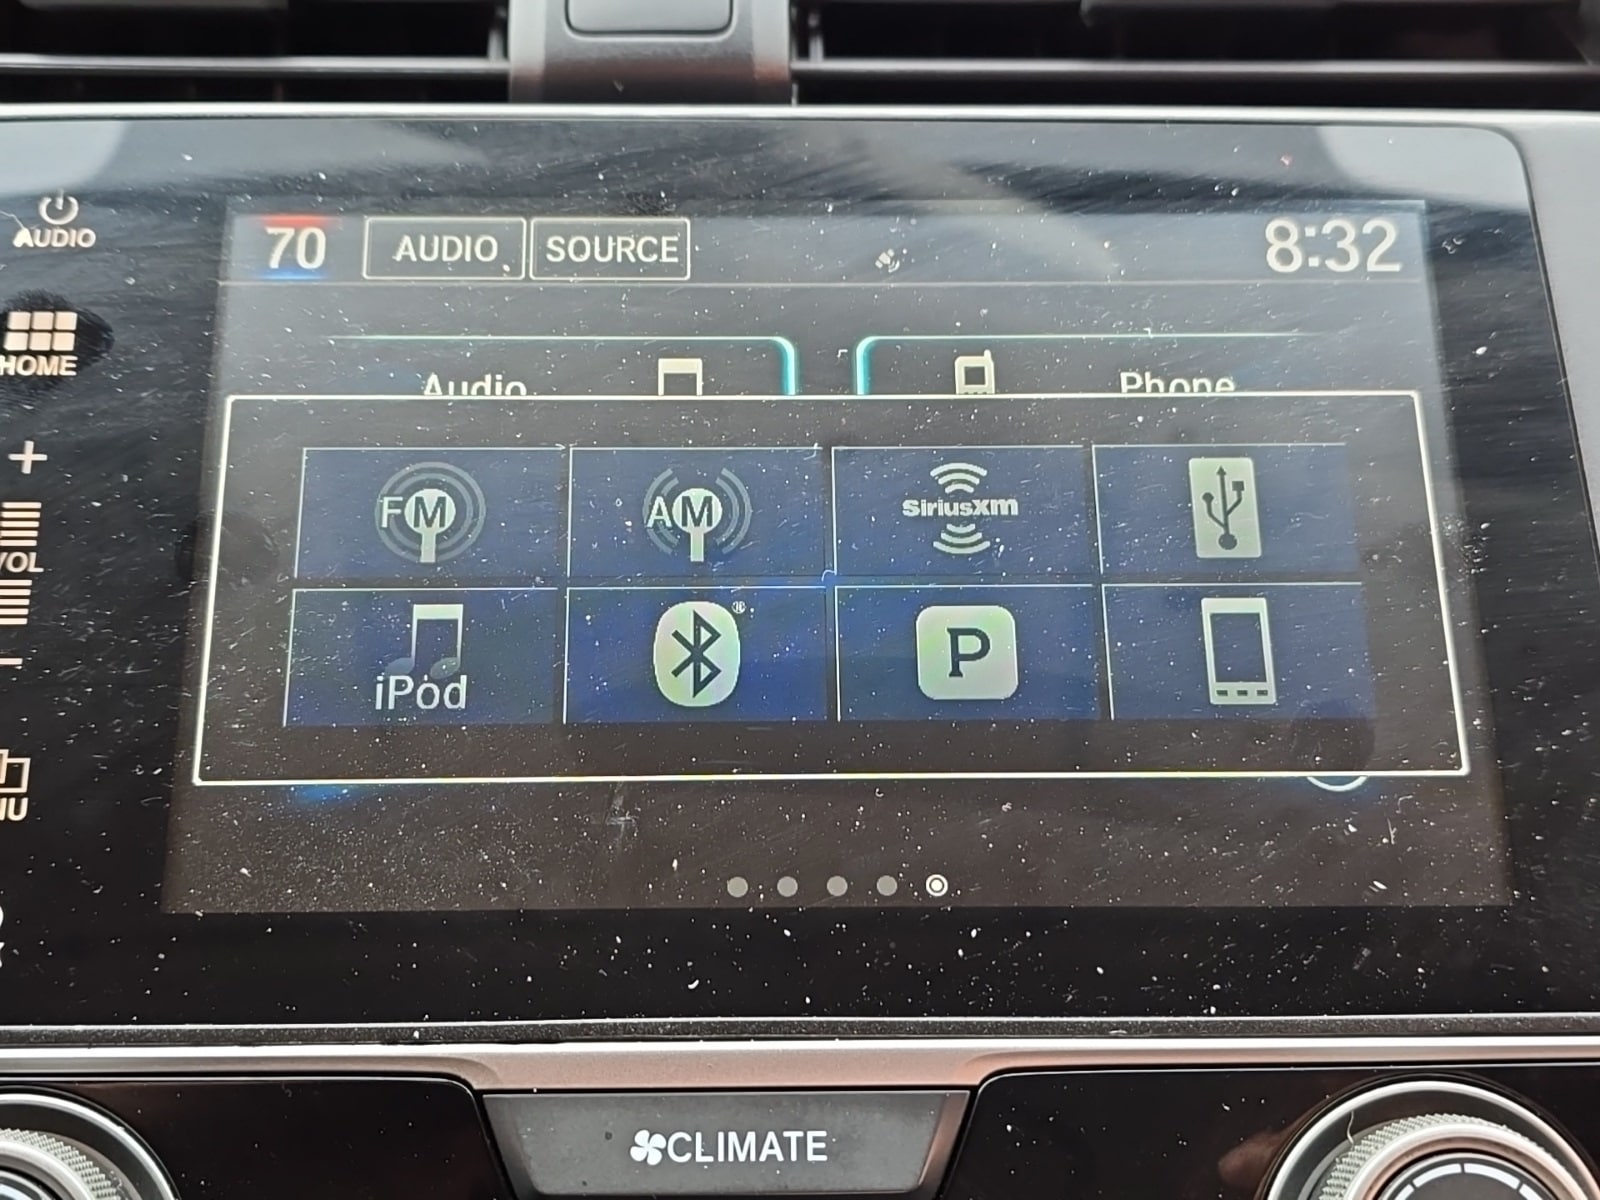 AUDIO
70 AUDIO SOURCE 8:32
HOME
Audio Phone
VOL
FM AM SiriusXM
iPod P
CLIMATE